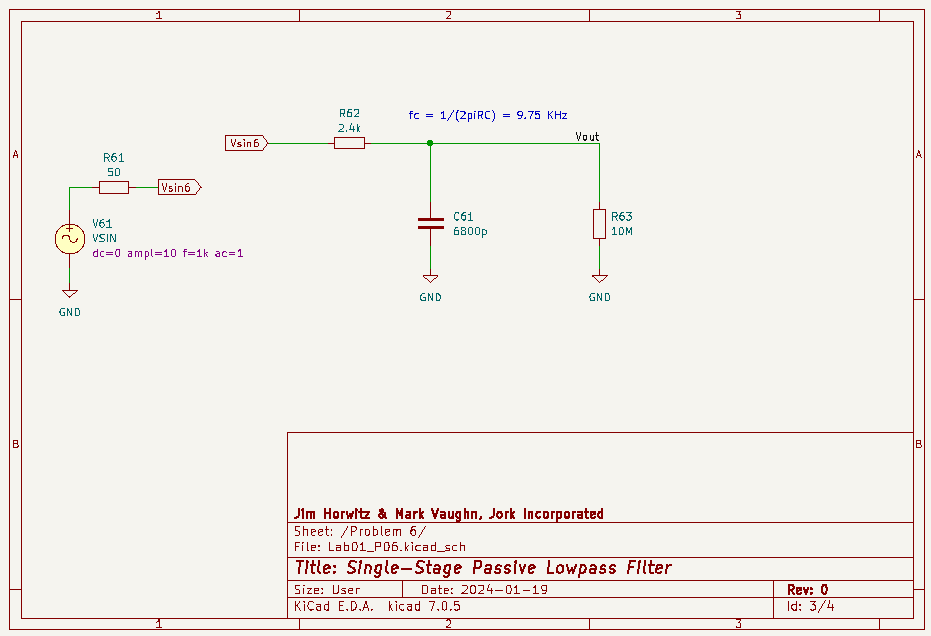 1 2 3
R62
2.4k
fc = 1/(2piRC) = 9.75 KHz
Vsin6
Vout
A A
R61
50
Vsin6
V61
VSIN
dc=0 ampl=10 f=1k ac=1
C61
6800p
R63
10M
GND
GND
GND
B B
Jim Horwitz & Mark Vaughn, Jork Incorporated
Sheet: /Problem 6/
File: Lab01_P06.kicad_sch
Title: Single-Stage Passive Lowpass Filter
Size: User Date: 2024-01-19 Rev: 0
KiCad E.D.A. kicad 7.0.5 Id: 3/4
1 2 3